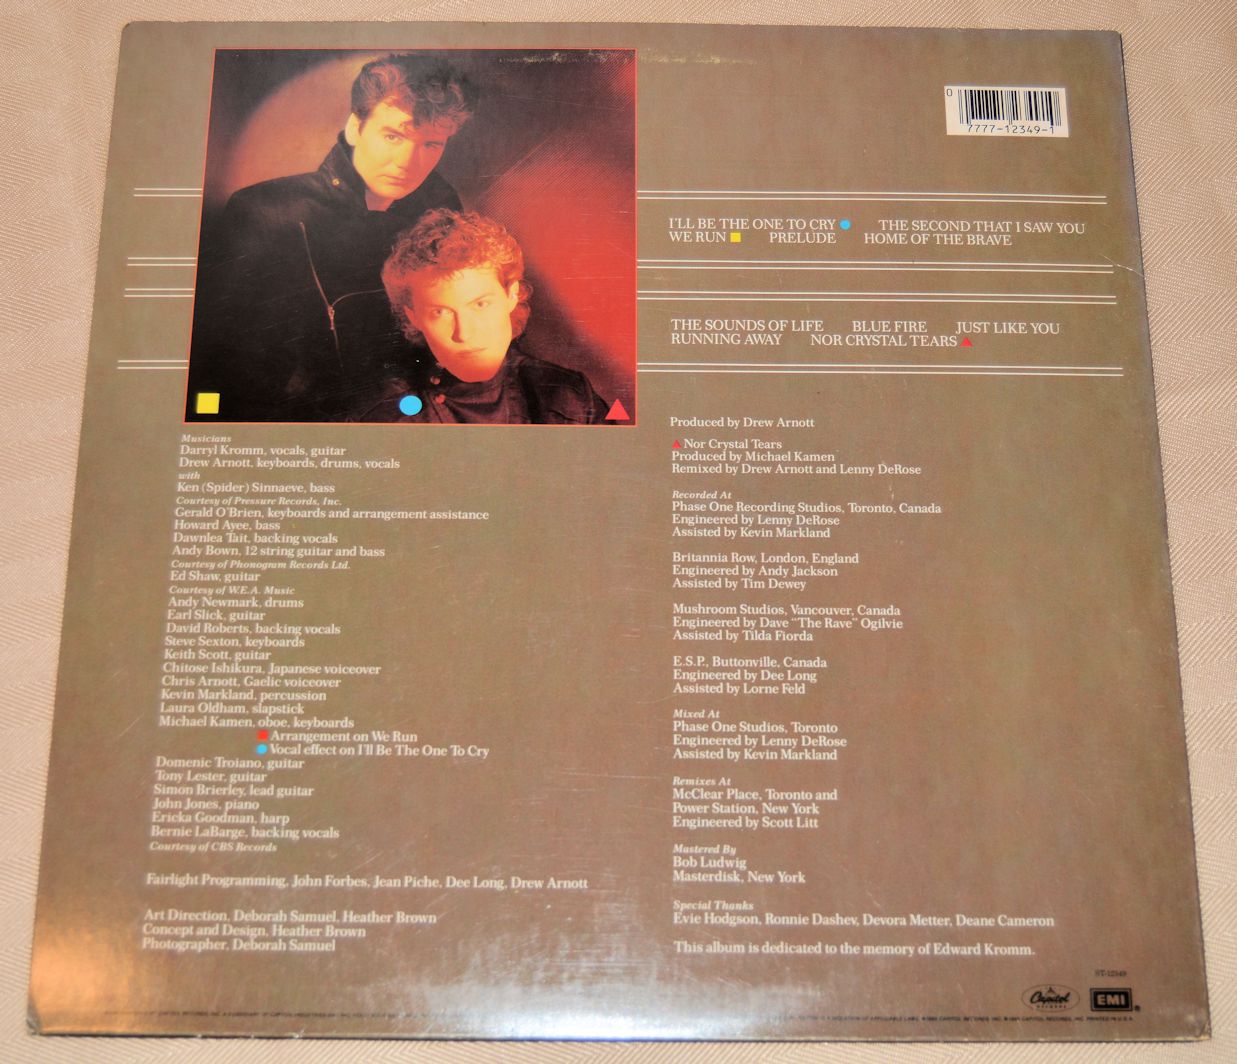 0
7777-12349-1
I'LL BE THE ONE TO CRY THE SECOND THAT I SAW YOU
WE RUN PRELUDE HOME OF THE BRAVE
THE SOUNDS OF LIFE BLUE FIRE JUST LIKE YOU
RUNNING AWAY NOR CRYSTAL TEARS
Musicians
Darryl Kromm, vocals, guitar
Drew Arnott, keyboards, drums, vocals
with
Ken (Spider) Sinnaeve, bass
Courtesy of Pressure Records, Inc.
Gerald O'Brien, keyboards and arrangement assistance
Howard Ayee, bass
Dawnlea Tait, backing vocals
Andy Bown, 12 string guitar and bass
Courtesy of Phonogram Records Ltd.
Ed Shaw, guitar
Courtesy of W.E.A. Music
Andy Newmark, drums
Earl Slick, guitar
David Roberts, backing vocals
Steve Sexton, keyboards
Keith Scott, guitar
Chitose Ishikura, Japanese voiceover
Chris Arnott, Gaelic voiceover
Kevin Markland, percussion
Laura Oldham, slapstick
Michael Kamen, oboe, keyboards
Arrangement on We Run
Vocal effect on I'll Be The One To Cry
Domenic Troiano, guitar
Tony Lester, guitar
Simon Brierley, lead guitar
John Jones, piano
Ericka Goodman, harp
Bernie LaBarge, backing vocals
Courtesy of CBS Records
Fairlight Programming, John Forbes, Jean Piche, Dee Long, Drew Arnott
Art Direction, Deborah Samuel, Heather Brown
Concept and Design, Heather Brown
Photographer, Deborah Samuel
Produced by Drew Arnott
Nor Crystal Tears
Produced by Michael Kamen
Remixed by Drew Arnott and Lenny DeRose
Recorded At
Phase One Recording Studios, Toronto, Canada
Engineered by Lenny DeRose
Assisted by Kevin Markland
Britannia Row, London, England
Engineered by Andy Jackson
Assisted by Tim Dewey
Mushroom Studios, Vancouver, Canada
Engineered by Dave "The Rave" Ogilvie
Assisted by Tilda Fiorda
E.S.P., Buttonville, Canada
Engineered by Dee Long
Assisted by Lorne Feld
Mixed At
Phase One Studios, Toronto
Engineered by Lenny DeRose
Assisted by Kevin Markland
Remixes At
McClear Place, Toronto and
Power Station, New York
Engineered by Scott Litt
Mastered By
Bob Ludwig
Masterdisk, New York
Special Thanks
Evie Hodgson, Ronnie Dashev, Devora Metter, Deane Cameron
This album is dedicated to the memory of Edward Kromm.
ST-12349
Capitol
RECORDS
EMI